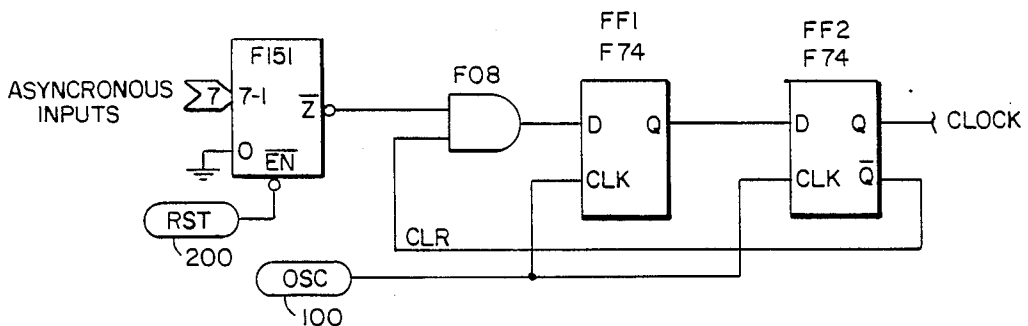 FF1
F74
FF2
F74
F151
F08
ASYNCRONOUS
INPUTS
7
7-1
Z
0
EN
D
Q
CLK
D
Q
CLK
Q
CLOCK
RST
200
CLR
OSC
100